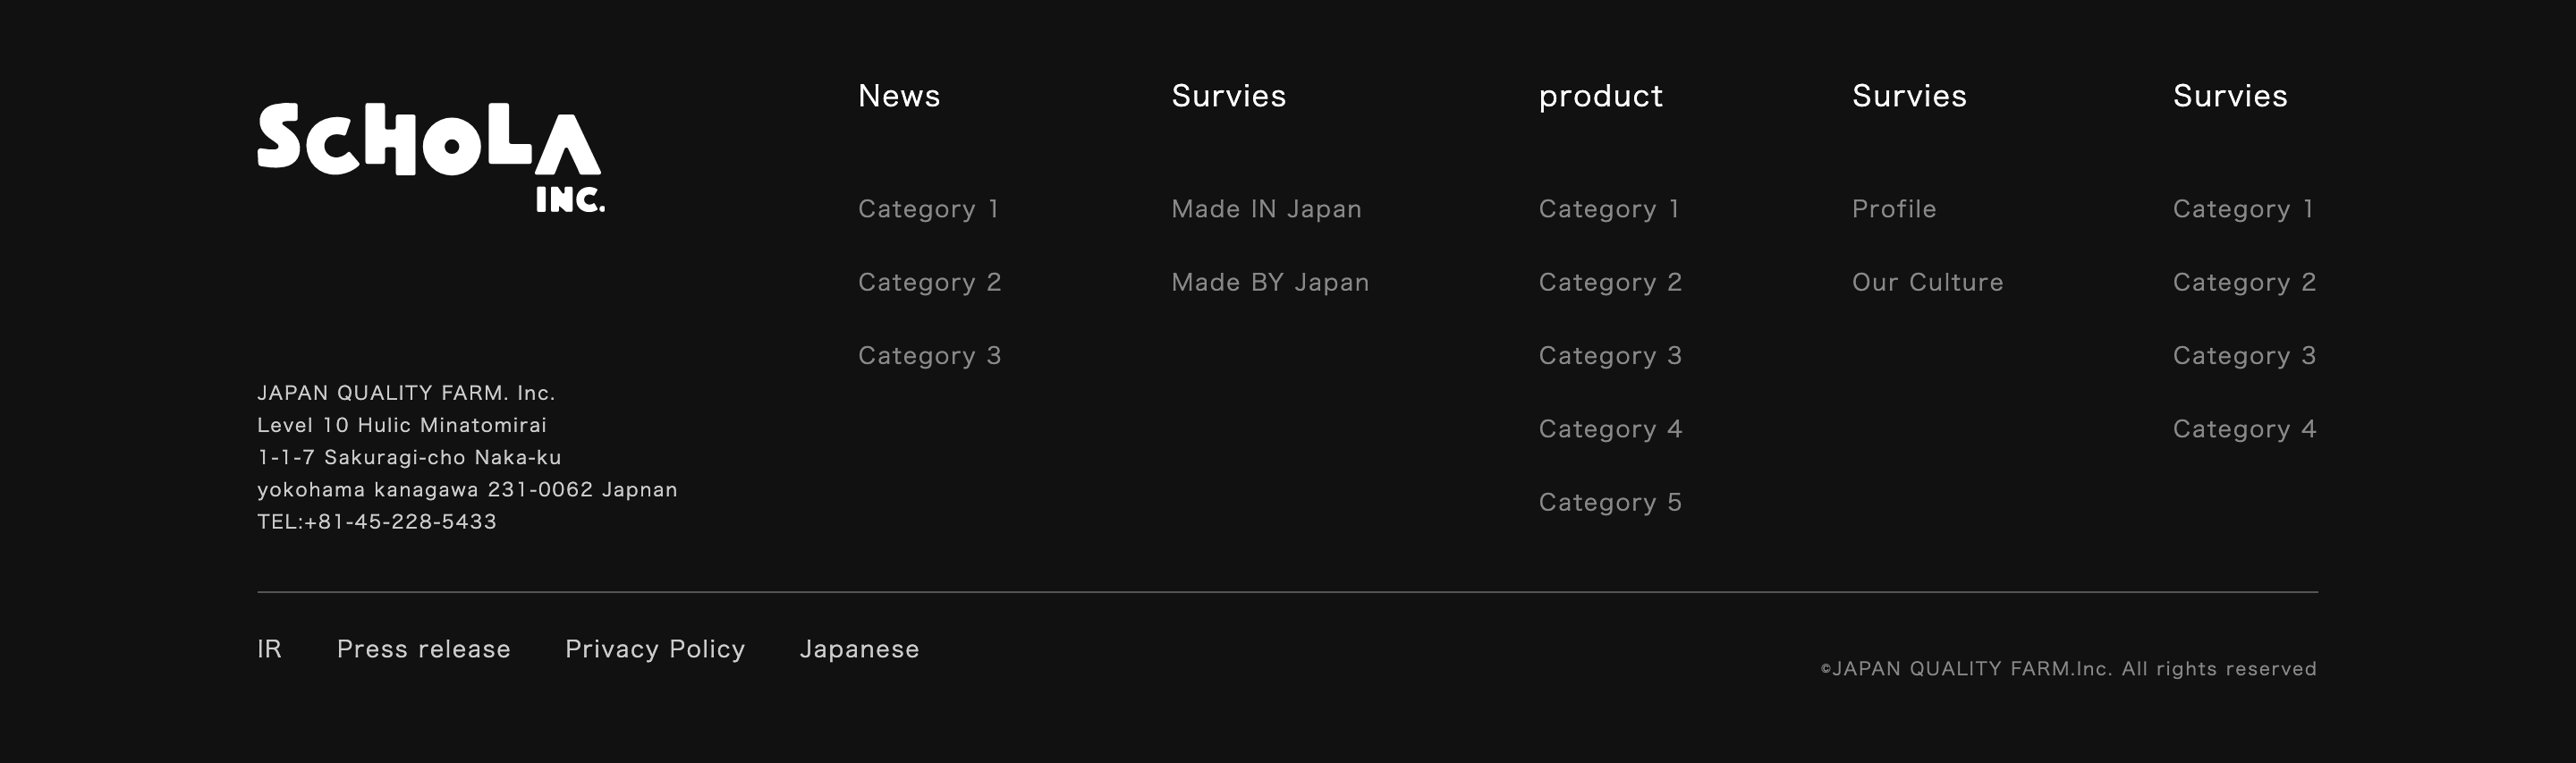 SCHOLA
INC.
JAPAN QUALITY FARM. Inc.
Level 10 Hulic Minatomirai
1-1-7 Sakuragi-cho Naka-ku
yokohama kanagawa 231-0062 Japnan
TEL:+81-45-228-5433
News
Category 1
Category 2
Category 3
Survies
Made IN Japan
Made BY Japan
product
Category 1
Category 2
Category 3
Category 4
Category 5
Survies
Profile
Our Culture
Survies
Category 1
Category 2
Category 3
Category 4
IR Press release Privacy Policy Japanese
©JAPAN QUALITY FARM.Inc. All rights reserved